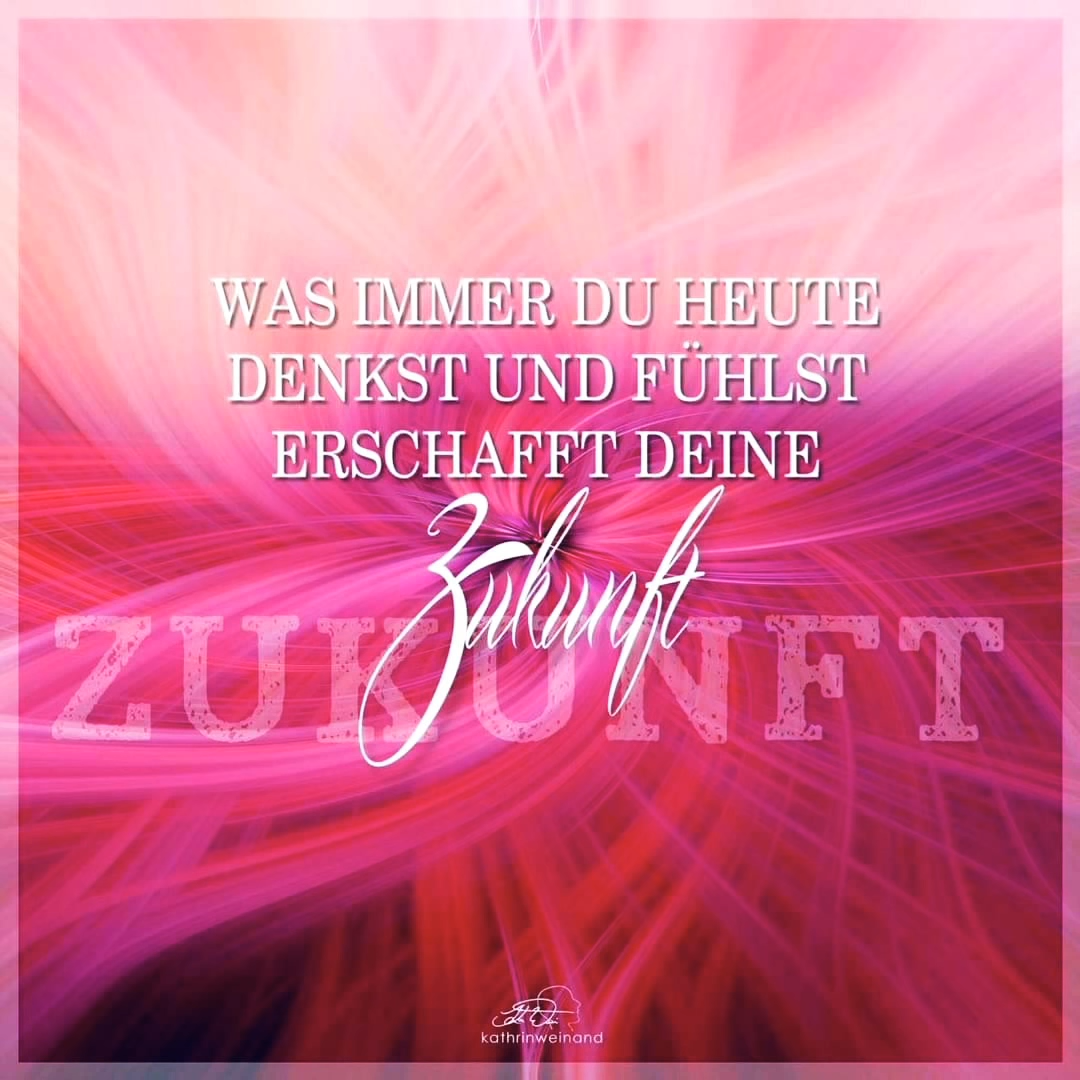 WAS IMMER DU HEUTE
DENKST UND FÜHLST
ERSCHAFFT DEINE
Zukunft
ZUKUNFT
kathrinweinand